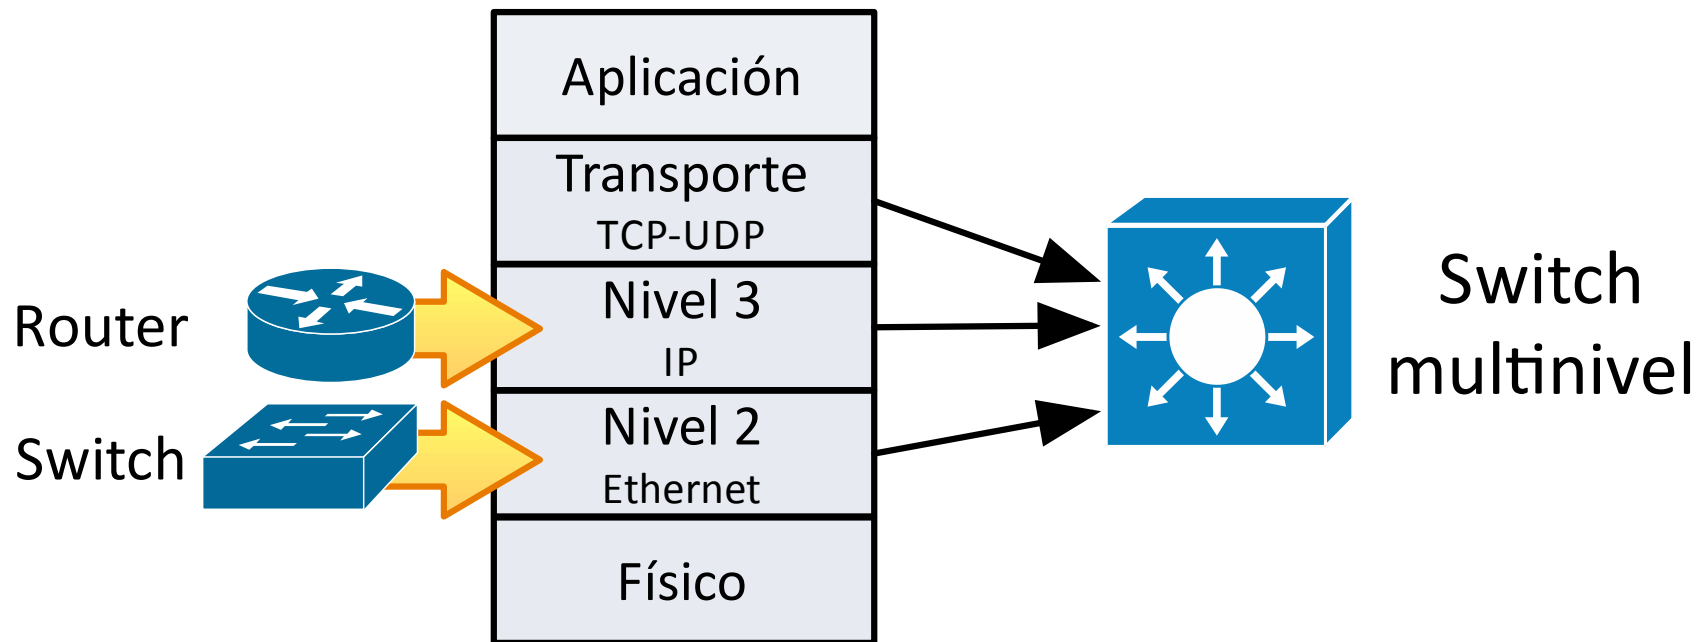 Aplicación
Transporte
TCP-UDP
Nivel 3
IP
Nivel 2
Ethernet
Físico
Router
Switch
Switch
multinivel